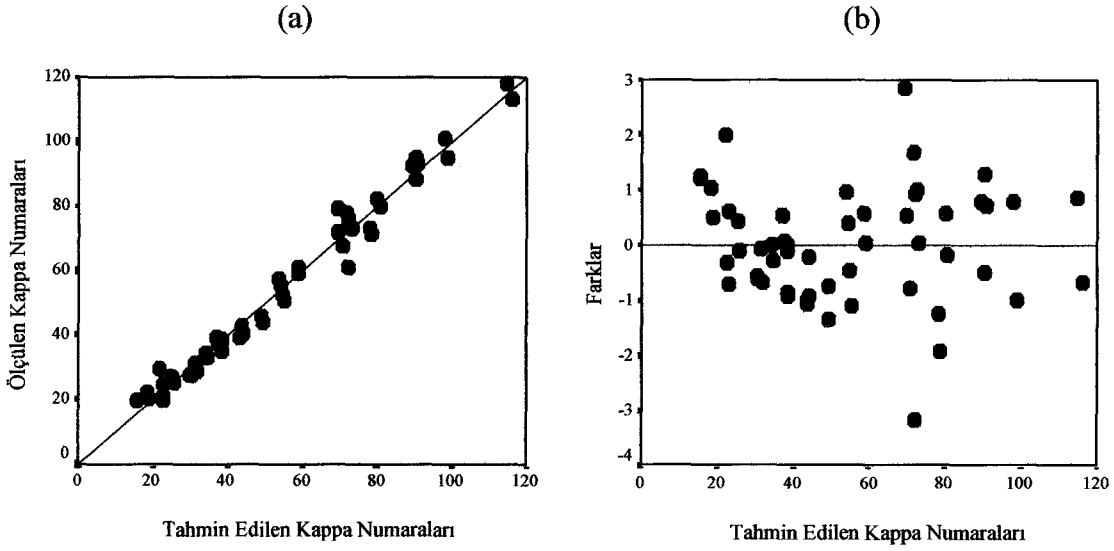 (a)
Ölçülen Kappa Numaraları
120
100
80
60
40
20
0
0 20 40 60 80 100 120
Tahmin Edilen Kappa Numaraları
(b)
Farklar
3
2
1
0
-1
-2
-3
-4
0 20 40 60 80 100 120
Tahmin Edilen Kappa Numaraları